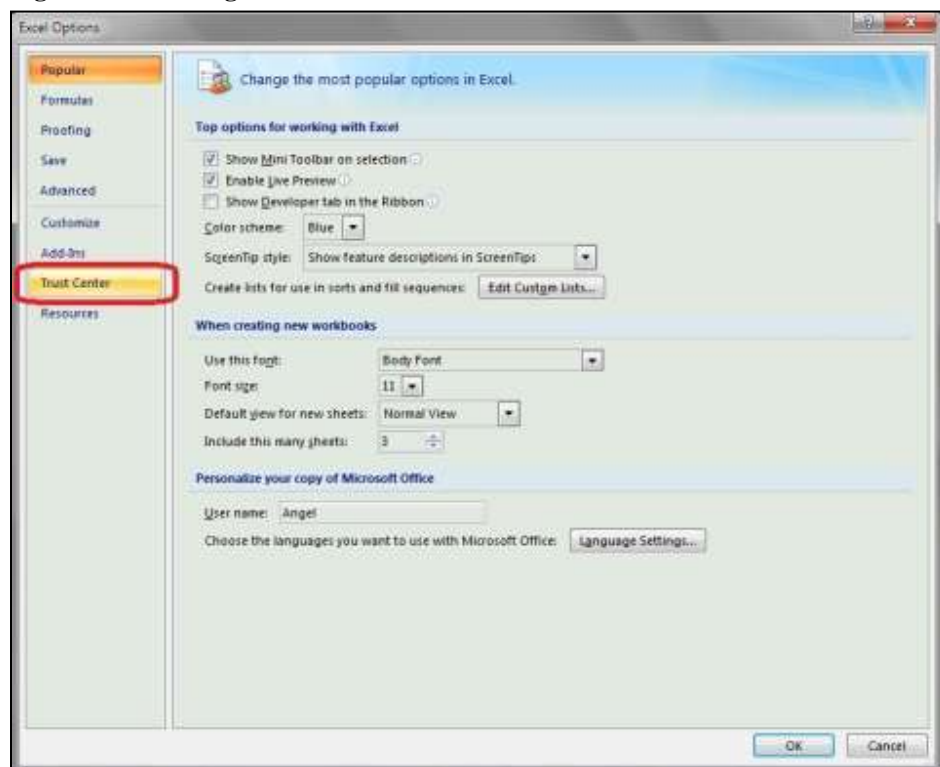 Excel Options
Popular
Formulas
Proofing
Save
Advanced
Customize
Add-Ins
Trust Center
Resources
Change the most popular options in Excel.
Top options for working with Excel
Show Mini Toolbar on selection
Enable Live Preview
Show Developer tab in the Ribbon
Color scheme: Blue
ScreenTip style: Show feature descriptions in ScreenTips
Create lists for use in sorts and fill sequences: Edit Custom Lists...
When creating new workbooks
Use this font: Body Font
Font size: 11
Default view for new sheets: Normal View
Include this many sheets: 3
Personalize your copy of Microsoft Office
User name: Angel
Choose the languages you want to use with Microsoft Office: Language Settings...
OK Cancel